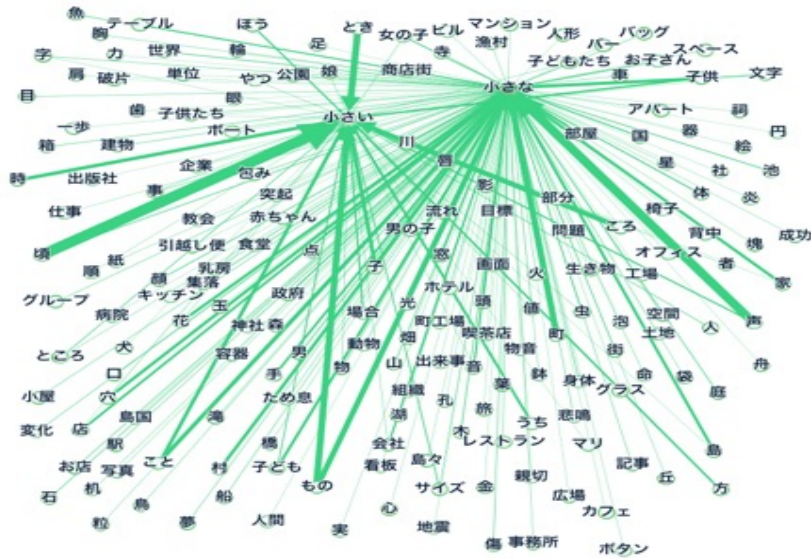 魚
テーブル
ほう
とき
女の子
ビル
マンション
人形
バッグ
胸
漁村
バー
字
力
世界
輪
足
寺
子どもたち
お子さん
スペース
肩
破片
単位
やつ
公園
娘
商店街
車
子供
文字
目
眼
小さな
歯
子供たち
小さい
アパート
祠
一歩
ボート
部屋
国
器
円
箱
建物
川
絵
唇
星
社
池
時
出版社
企業
包み
事
影
体
炎
突起
部分
仕事
教会
赤ちゃん
流れ
目標
椅子
男の子
問題
ころ
背中
成功
頃
引越し便
食堂
点
窓
オフィス
塊
順
紙
乳房
子
画面
火
生き物
工場
者
顔
集落
家
グループ
キッチン
玉
政府
ホテル
光
頭
値
虫
空間
病院
花
神社
森
場合
町工場
泡
人
声
畑
喫茶店
町
土地
ところ
犬
容器
男
動物
物音
街
口
手
物
山
出来事
音
鉢
命
舟
小屋
穴
ため息
組織
葉
身体
グラス
袋
庭
島国
滝
湖
孔
旅
悲鳴
変化
店
橋
木
うち
駅
会社
レストラン
マリ
島
お店
写真
こと
村
子ども
看板
島々
記事
丘
石
机
もの
サイズ
金
親切
方
鳥
船
心
広場
粒
夢
人間
実
地震
カフェ
傷
事務所
ボタン